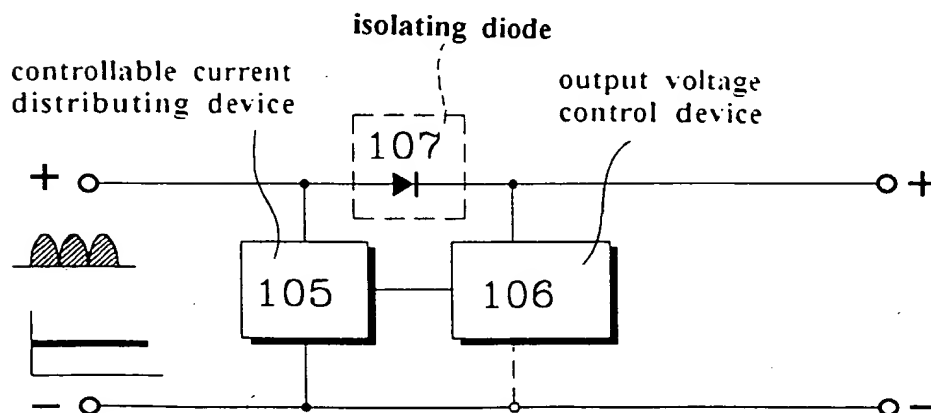 isolating diode
controllable current
distributing device
output voltage
control device
107
+
+
105
106
-
-